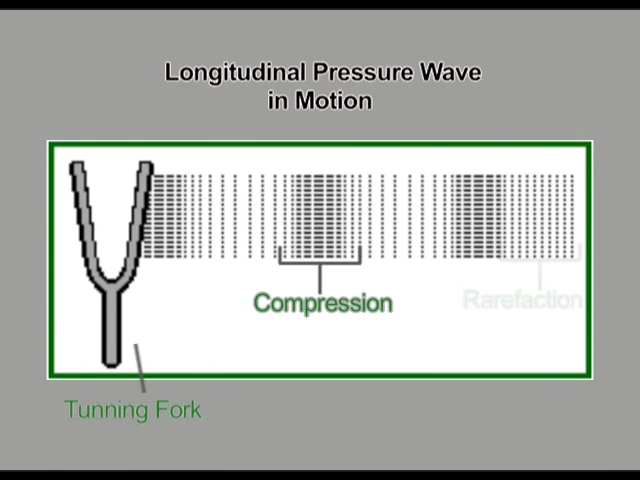 Longitudinal Pressure Wave
in Motion
Compression
Rarefaction
Tunning Fork